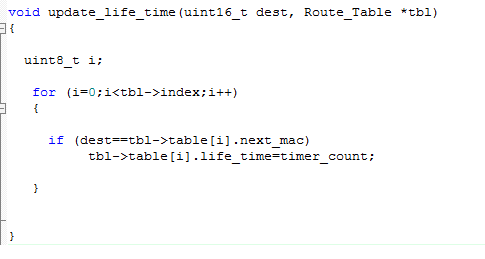 void update_life_time(uint16_t dest, Route_Table *tbl)
{
uint8_t i;
for (i=0;i<tbl->index;i++)
{
if (dest==tbl->table[i].next_mac)
tbl->table[i].life_time=timer_count;
}
}